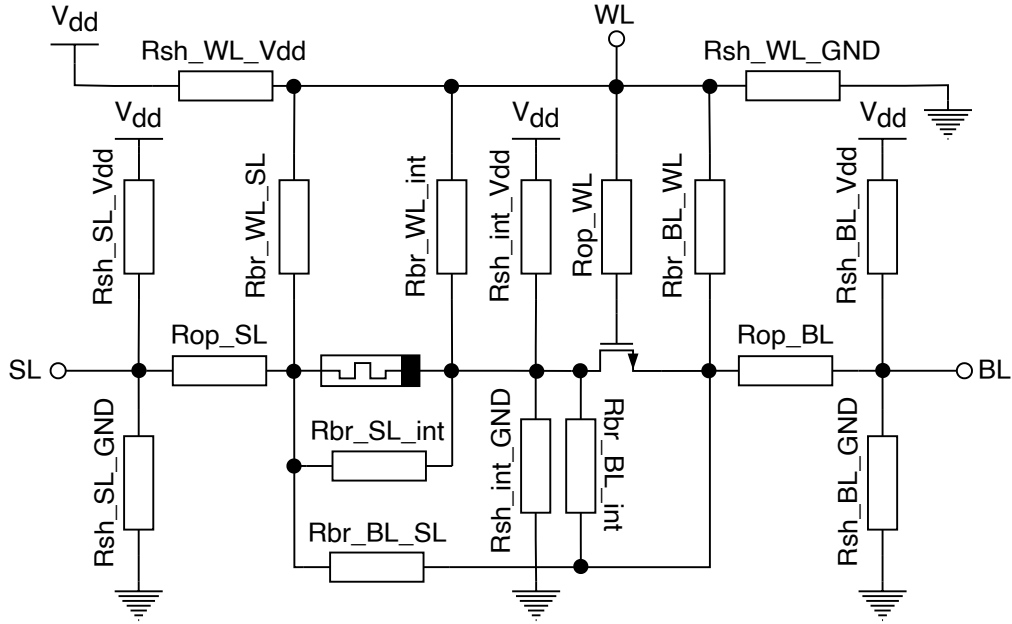 Vdd
WL
Rsh_WL_Vdd
Rsh_WL_GND
Vdd
Vdd
Vdd
Rsh_SL_Vdd
Rbr_WL_SL
Rbr_WL_int
Rsh_int_Vdd
Rop_WL
Rbr_BL_WL
Rsh_BL_Vdd
SL
Rop_SL
Rop_BL
BL
Rsh_SL_GND
Rbr_SL_int
Rsh_int_GND
Rbr_BL_int
Rsh_BL_GND
Rbr_BL_SL